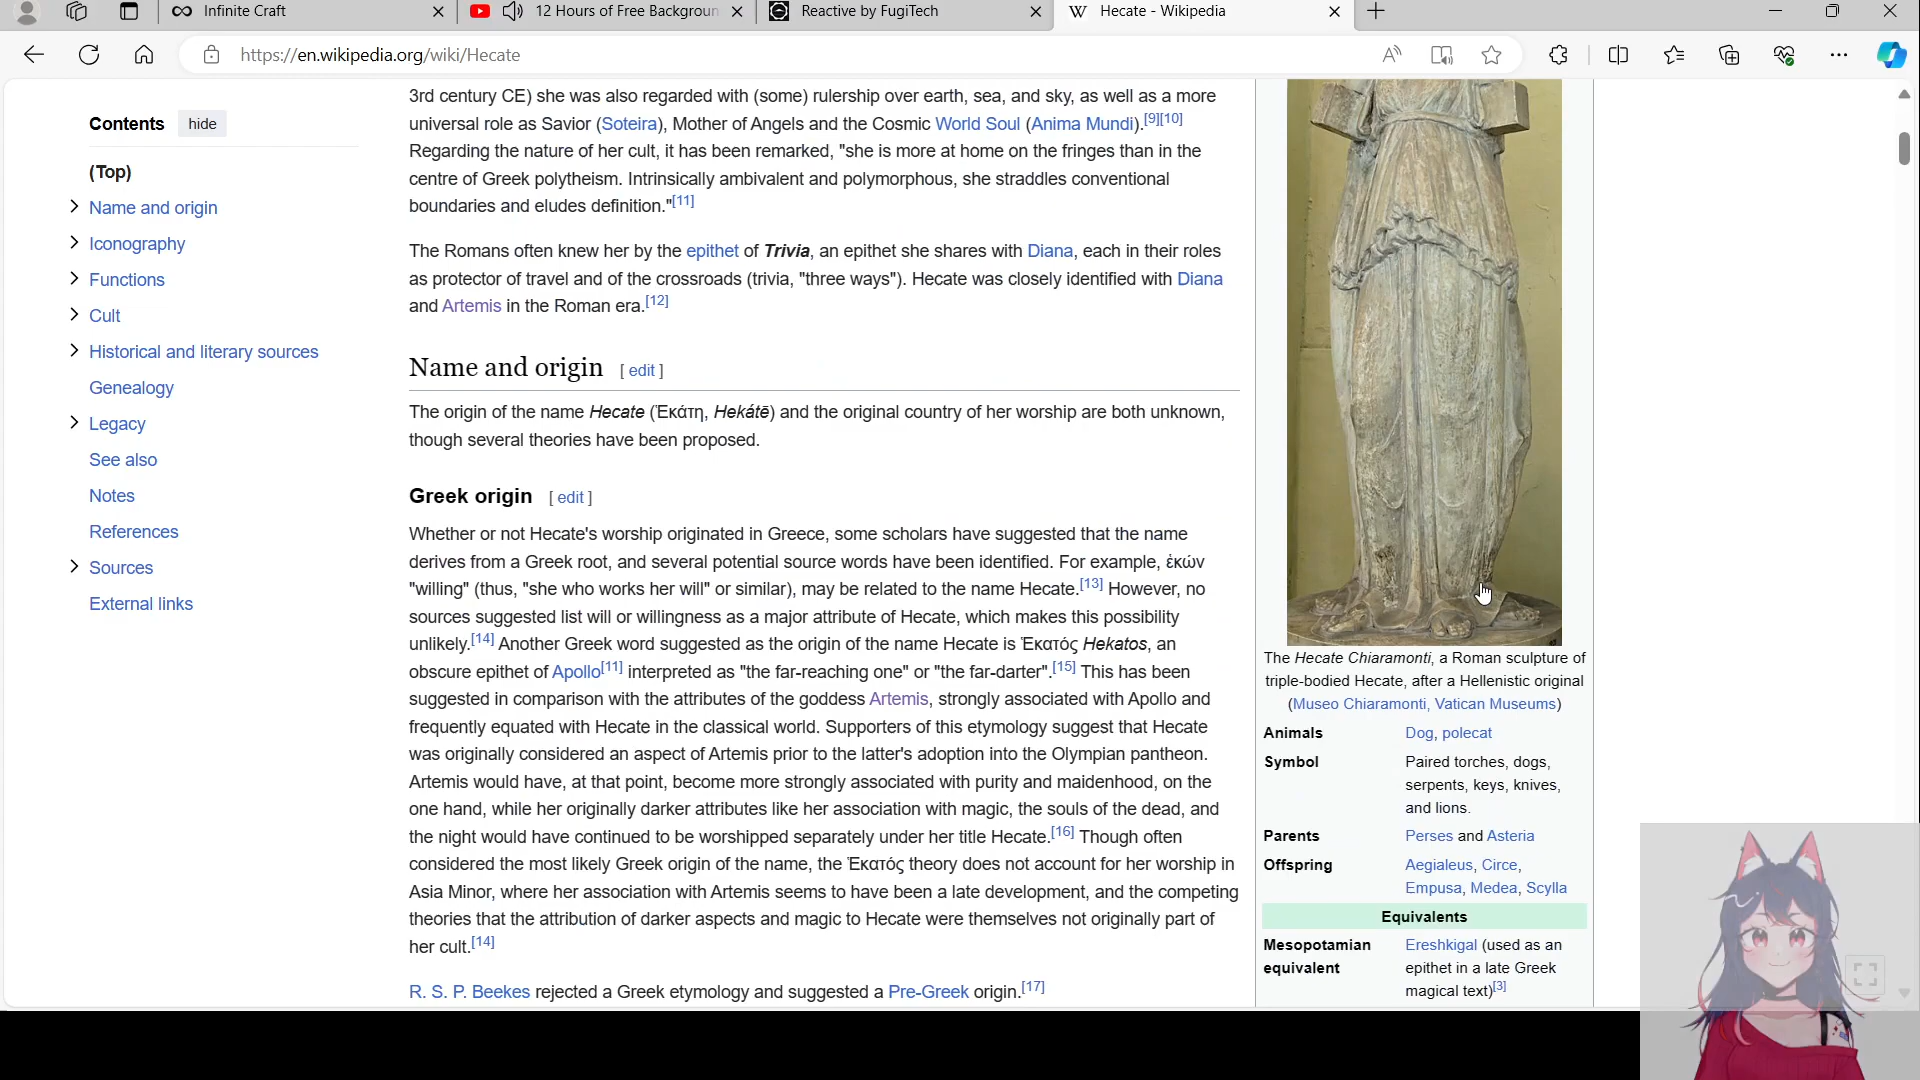 Infinite Craft
12 Hours of Free Backgroun
Reactive by FugiTech
Hecate - Wikipedia
https://en.wikipedia.org/wiki/Hecate
Contents hide
(Top)
Name and origin
Iconography
Functions
Cult
Historical and literary sources
Genealogy
Legacy
See also
Notes
References
Sources
External links
3rd century CE) she was also regarded with (some) rulership over earth, sea, and sky, as well as a more
universal role as Savior (Soteira), Mother of Angels and the Cosmic World Soul (Anima Mundi).[9][10]
Regarding the nature of her cult, it has been remarked, "she is more at home on the fringes than in the
centre of Greek polytheism. Intrinsically ambivalent and polymorphous, she straddles conventional
boundaries and eludes definition."[11]
The Romans often knew her by the epithet of Trivia, an epithet she shares with Diana, each in their roles
as protector of travel and of the crossroads (trivia, "three ways"). Hecate was closely identified with Diana
and Artemis in the Roman era.[12]
Name and origin [ edit ]
The origin of the name Hecate (Ἑκάτη, Hekátē) and the original country of her worship are both unknown,
though several theories have been proposed.
Greek origin [ edit ]
Whether or not Hecate's worship originated in Greece, some scholars have suggested that the name
derives from a Greek root, and several potential source words have been identified. For example, ἑκών
"willing" (thus, "she who works her will" or similar), may be related to the name Hecate.[13] However, no
sources suggested list will or willingness as a major attribute of Hecate, which makes this possibility
unlikely.[14] Another Greek word suggested as the origin of the name Hecate is Ἑκατός Hekatos, an
obscure epithet of Apollo[11] interpreted as "the far-reaching one" or "the far-darter".[15] This has been
suggested in comparison with the attributes of the goddess Artemis, strongly associated with Apollo and
frequently equated with Hecate in the classical world. Supporters of this etymology suggest that Hecate
was originally considered an aspect of Artemis prior to the latter's adoption into the Olympian pantheon.
Artemis would have, at that point, become more strongly associated with purity and maidenhood, on the
one hand, while her originally darker attributes like her association with magic, the souls of the dead, and
the night would have continued to be worshipped separately under her title Hecate.[16] Though often
considered the most likely Greek origin of the name, the Ἑκατός theory does not account for her worship in
Asia Minor, where her association with Artemis seems to have been a late development, and the competing
theories that the attribution of darker aspects and magic to Hecate were themselves not originally part of
her cult.[14]
R. S. P. Beekes rejected a Greek etymology and suggested a Pre-Greek origin.[17]
The Hecate Chiaramonti, a Roman sculpture of
triple-bodied Hecate, after a Hellenistic original
(Museo Chiaramonti, Vatican Museums)
Animals Dog, polecat
Symbol Paired torches, dogs,
serpents, keys, knives,
and lions.
Parents Perses and Asteria
Offspring Aegialeus, Circe,
Empusa, Medea, Scylla
Equivalents
Mesopotamian Ereshkigal (used as an
equivalent epithet in a late Greek
magical text)[3]